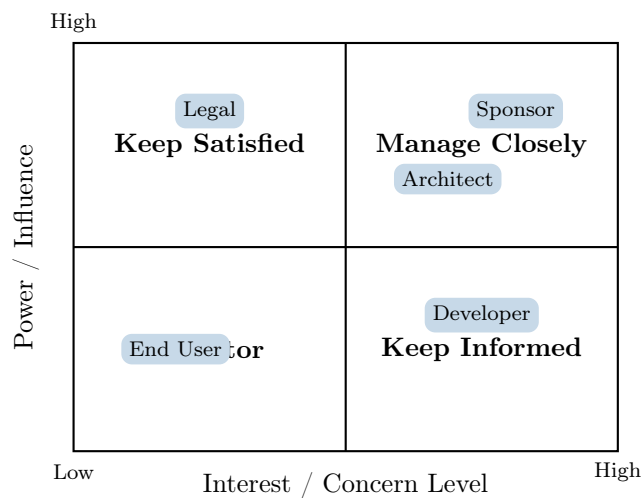 High
Legal
Sponsor
Keep Satisfied
Manage Closely
Architect
Power / Influence
Developer
End User
tor
Keep Informed
Low
Interest / Concern Level
High